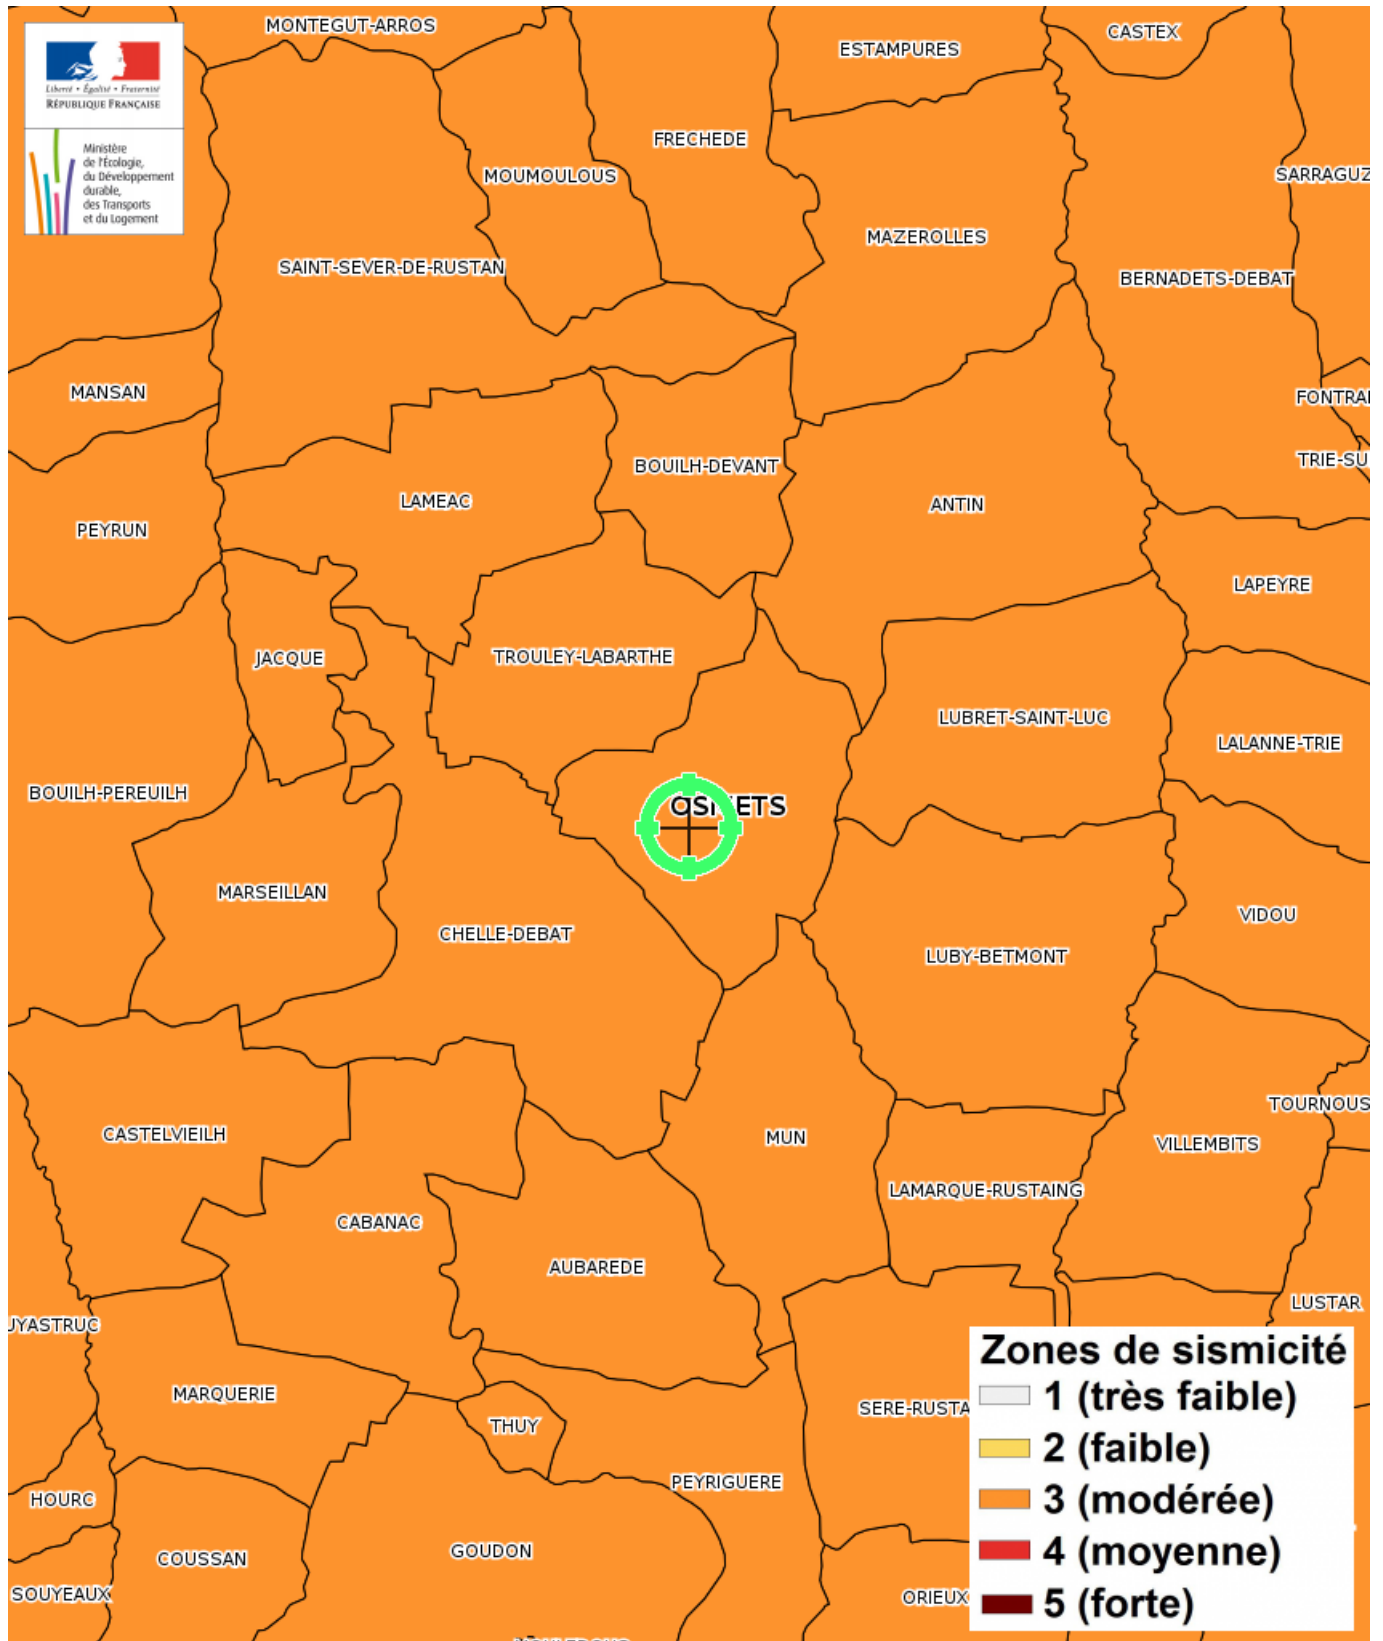 MONTEGUT-ARROS
CASTEX
ESTAMPURES
Liberté • Égalité • Fraternité
RÉPUBLIQUE FRANÇAISE
Ministère
de l'Écologie,
du Développement
durable,
des Transports
et du Logement
FRECHEDE
MOUMOULOUS
SARRAGUZ
MAZEROLLES
SAINT-SEVER-DE-RUSTAN
BERNADETS-DEBAT
MANSAN
FONTRAI
TRIE-SU
BOUILH-DEVANT
LAMEAC
ANTIN
PEYRUN
LAPEYRE
JACQUE
TROULEY-LABARTHE
LUBRET-SAINT-LUC
LALANNE-TRIE
BOUILH-PEREUILH
MARSEILLAN
VIDOU
CHELLE-DEBAT
LUBY-BETMONT
TOURNOUS
CASTELVIEILH
MUN
VILLEMBITS
LAMARQUE-RUSTAING
CABANAC
AUBAREDE
LUSTAR
UYASTRUC
MARQUERIE
SERE-RUSTA
THUY
PEYRIGUERE
HOURC
GOUDON
COUSSAN
SOUYEAUX
ORIEUX
Zones de sismicité
1 (très faible)
2 (faible)
3 (modérée)
4 (moyenne)
5 (forte)